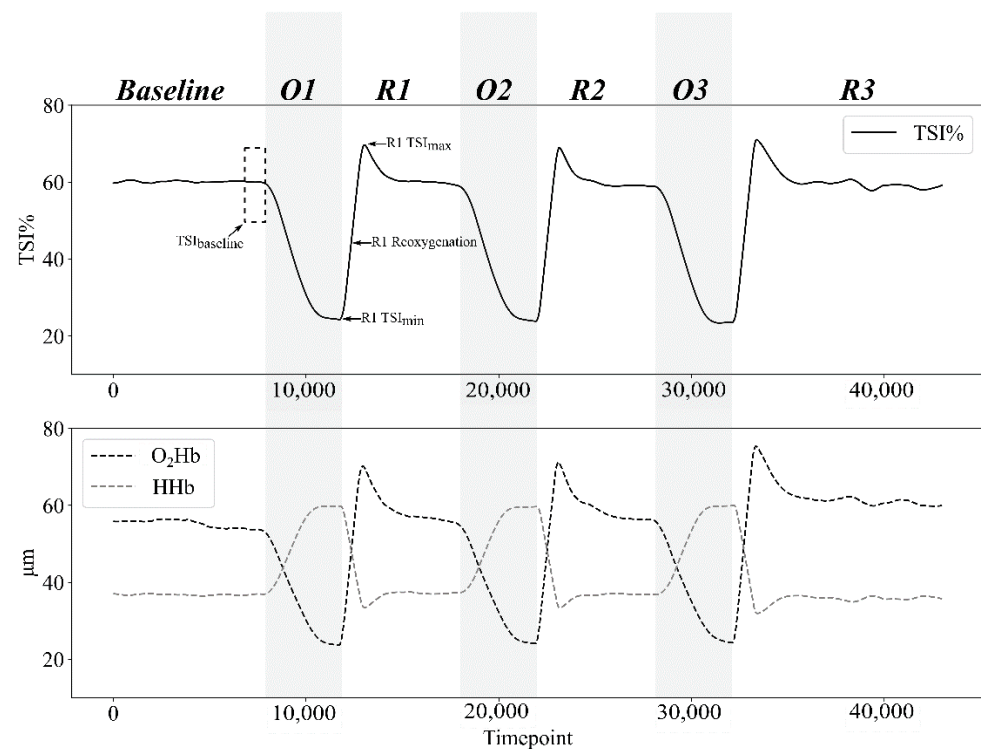 Baseline O1 R1 O2 R2 O3 R3
80
60
40
20
TSI%
TSI%
R1 TSImax
TSIbaseline
R1 Reoxygenation
R1 TSImin
0 10,000 20,000 30,000 40,000
80
60
40
20
µm
O₂Hb
HHb
0 10,000 20,000 30,000 40,000
Timepoint